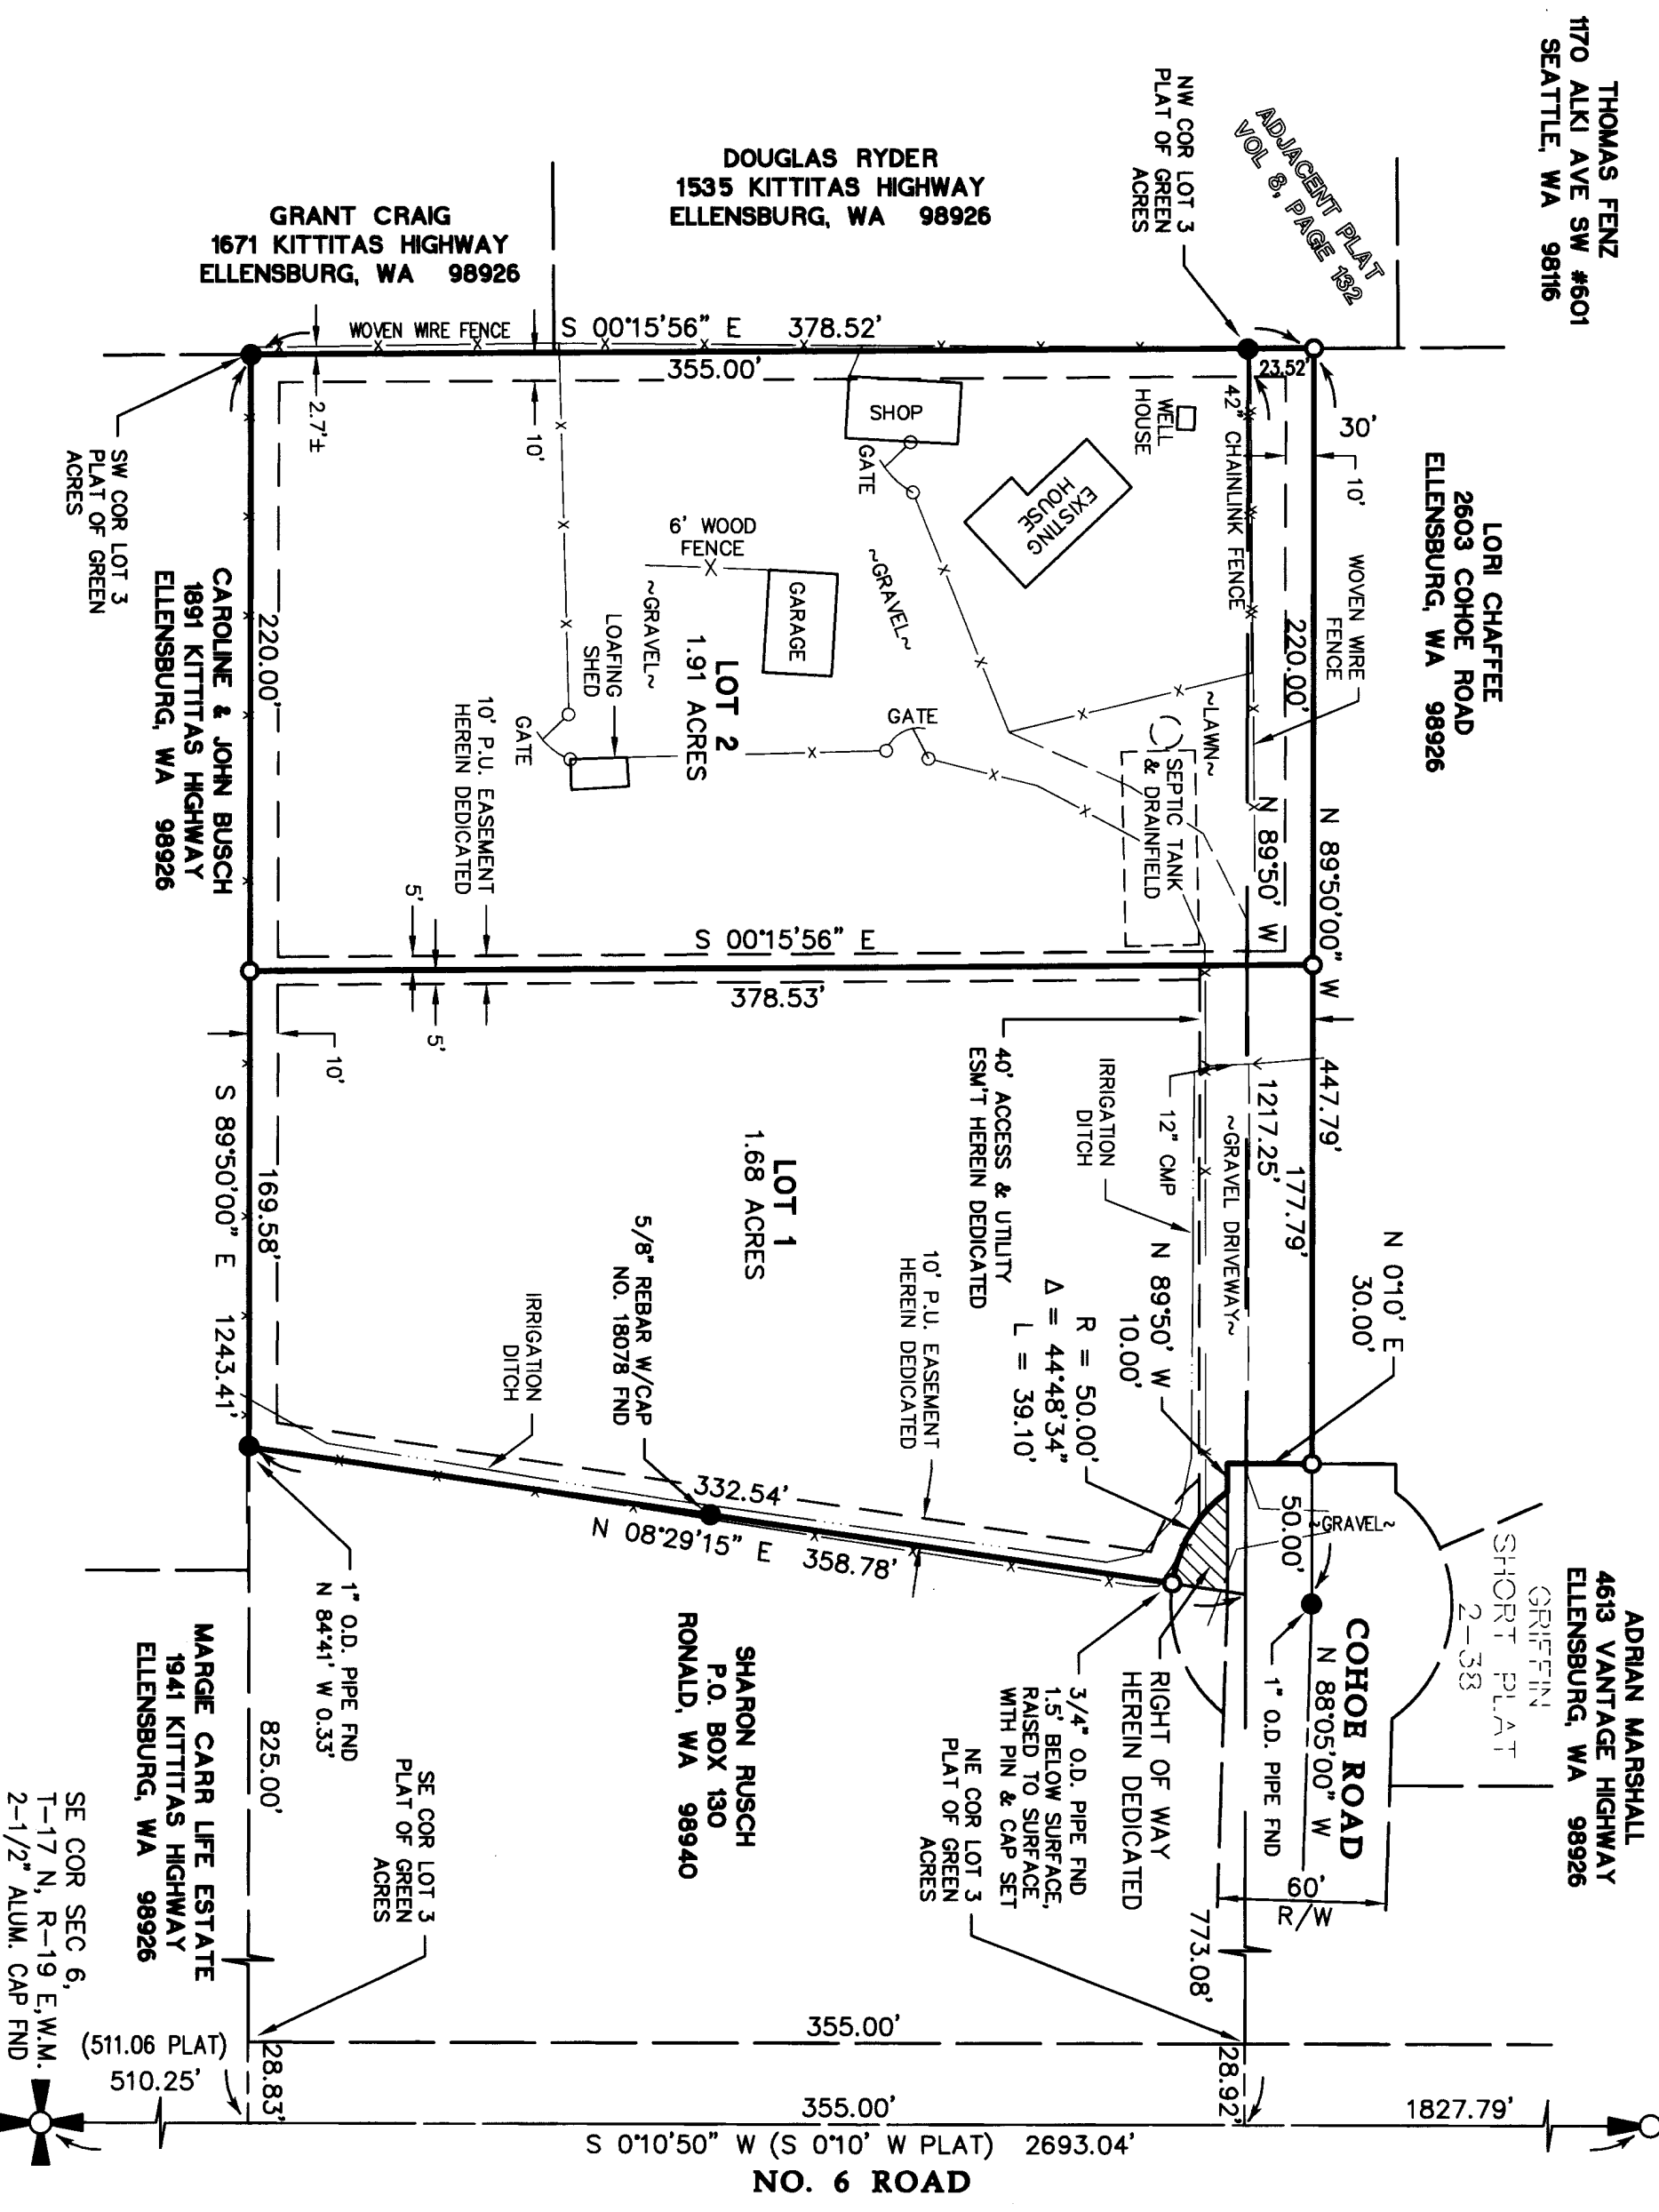 THOMAS FENZ
1170 ALKI AVE SW #601
SEATTLE, WA 98116
ADJACENT PLAT
VOL 8, PAGE 132
NW COR LOT 3
PLAT OF GREEN
ACRES
DOUGLAS RYDER
1535 KITTITAS HIGHWAY
ELLENSBURG, WA 98926
GRANT CRAIG
1671 KITTITAS HIGHWAY
ELLENSBURG, WA 98926
WOVEN WIRE FENCE
S 00°15'56" E 378.52'
355.00'
23.52'
30'
10'
2.7'±
10'
SW COR LOT 3
PLAT OF GREEN
ACRES
LORI CHAFFEE
2603 COHOE ROAD
ELLENSBURG, WA 98926
WOVEN WIRE
FENCE
42" CHAINLINK FENCE
WELL
HOUSE
SHOP
GATE
EXISTING
HOUSE
6' WOOD
FENCE
~GRAVEL~
GARAGE
~GRAVEL~
LOAFING
SHED
LOT 2
1.91 ACRES
GATE
GATE
~LAWN~
SEPTIC TANK
& DRAINFIELD
220.00'
N 89°50' W
N 89°50'00" W 447.79'
220.00'
CAROLINE & JOHN BUSCH
1891 KITTITAS HIGHWAY
ELLENSBURG, WA 98926
10' P.U. EASEMENT
HEREIN DEDICATED
5'
S 00°15'56" E
378.53'
5'
10'
40' ACCESS & UTILITY
ESM'T HEREIN DEDICATED
IRRIGATION
DITCH
12" CMP
1217.25'
~GRAVEL DRIVEWAY~
177.79'
N 0°10' E
30.00'
N 89°50' W
10.00'
R = 50.00'
Δ = 44°48'34"
L = 39.10'
LOT 1
1.68 ACRES
10' P.U. EASEMENT
HEREIN DEDICATED
5/8" REBAR W/CAP
NO. 18078 FND
IRRIGATION
DITCH
169.58'
S 89°50'00" E 1243.41'
332.54'
N 08°29'15" E 358.78'
50.00'
~GRAVEL~
GRIFFIN
SHORT PLAT
2-38
ADRIAN MARSHALL
4613 VANTAGE HIGHWAY
ELLENSBURG, WA 98926
COHOE ROAD
N 88°05'00" W
1" O.D. PIPE FND
RIGHT OF WAY
HEREIN DEDICATED
3/4" O.D. PIPE FND
1.5' BELOW SURFACE,
RAISED TO SURFACE
WITH PIN & CAP SET
NE COR LOT 3
PLAT OF GREEN
ACRES
60'
R/W
773.08'
SHARON RUSCH
P.O. BOX 130
RONALD, WA 98940
1" O.D. PIPE FND
N 84°41' W 0.33'
MARGIE CARR LIFE ESTATE
1941 KITTITAS HIGHWAY
ELLENSBURG, WA 98926
825.00'
SE COR LOT 3
PLAT OF GREEN
ACRES
SE COR SEC 6,
T-17 N, R-19 E,W.M.
2-1/2" ALUM. CAP FND
(511.06 PLAT)
510.25'
28.83'
355.00'
28.92'
355.00'
1827.79'
S 0°10'50" W (S 0°10' W PLAT) 2693.04'
NO. 6 ROAD